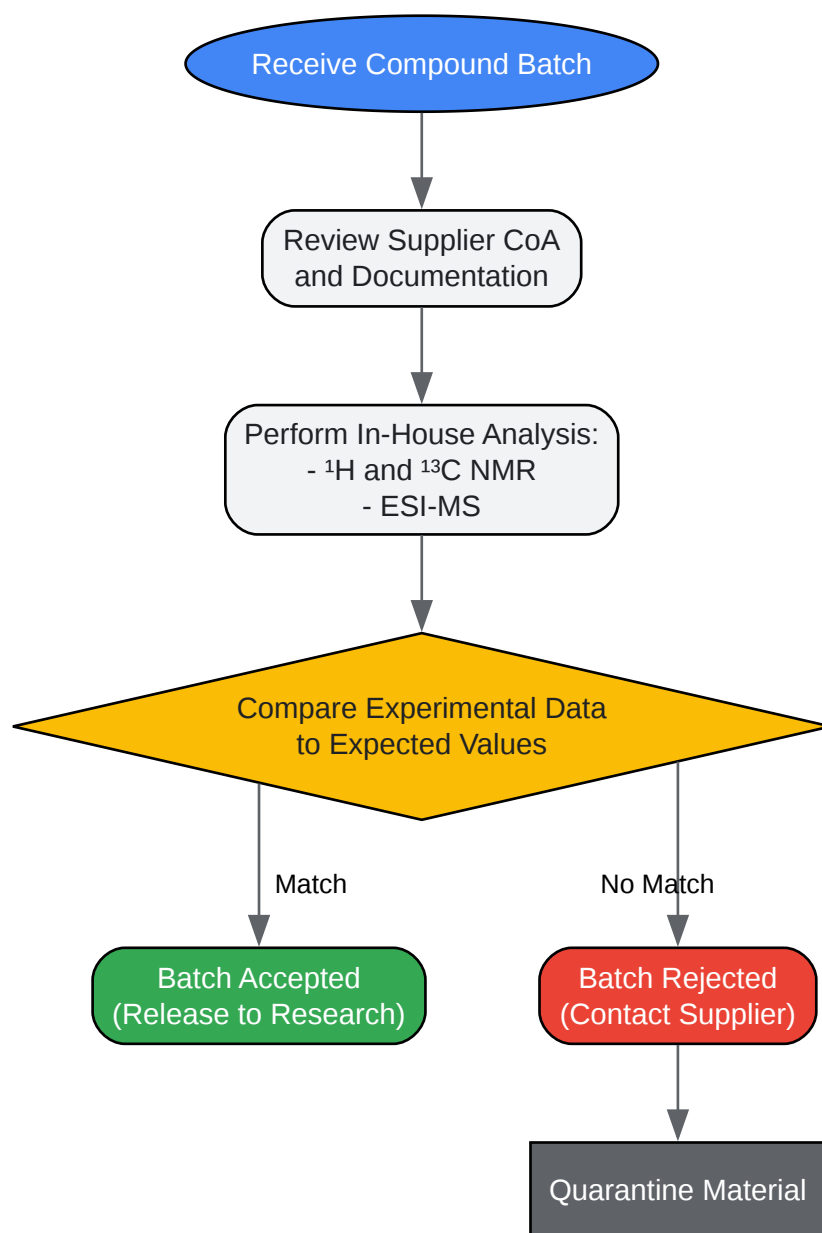 Receive Compound Batch
Review Supplier CoA
and Documentation
Perform In-House Analysis:
- ¹H and ¹³C NMR
- ESI-MS
Compare Experimental Data
to Expected Values
Match
No Match
Batch Accepted
(Release to Research)
Batch Rejected
(Contact Supplier)
Quarantine Material